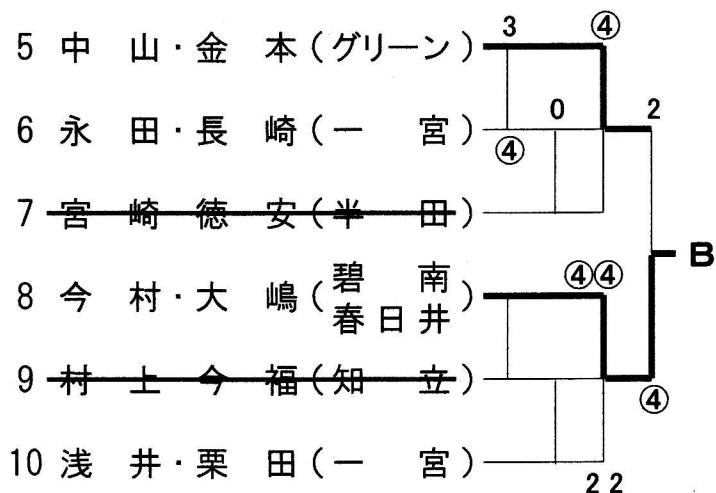 3 ④
5 中山・金本(グリーン)
0 2
6 永田・長崎(一宮)
④
7 宮崎徳安(半田)
B
④④
8 今村・大嶋(碧南
春日井)
9 村上今福(知立)
④
10 浅井・栗田(一宮)
2 2